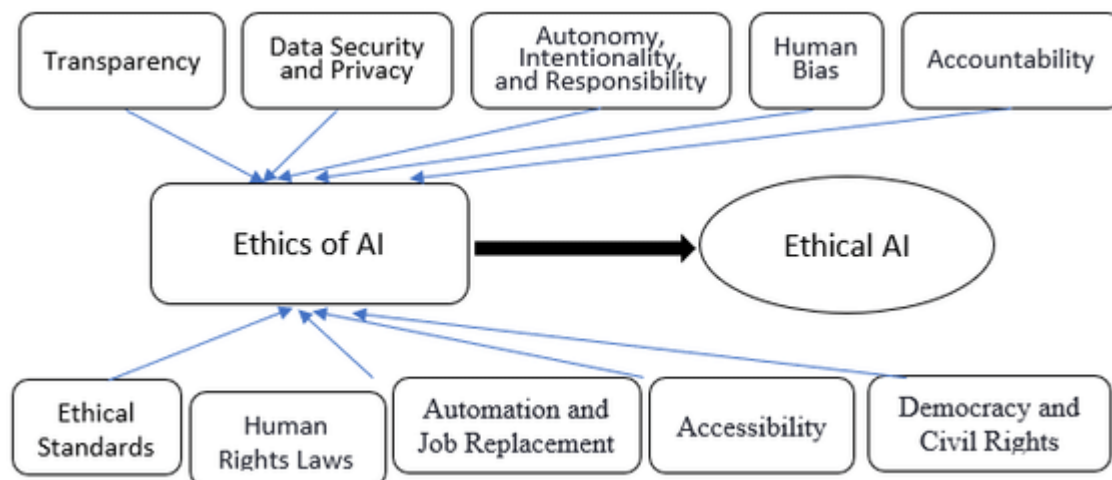 Transparency
Data Security
and Privacy
Autonomy,
Intentionality,
and Responsibility
Human
Bias
Accountability
Ethics of AI
Ethical AI
Ethical
Standards
Human
Rights Laws
Automation and
Job Replacement
Accessibility
Democracy and
Civil Rights